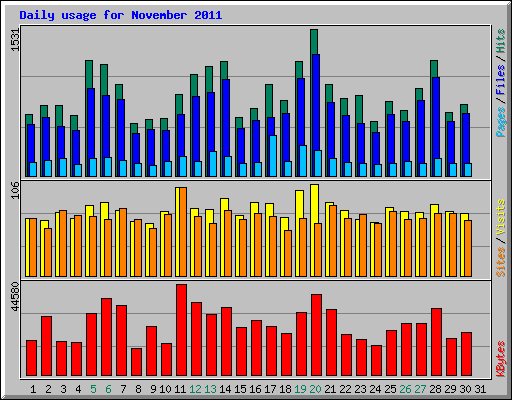 Daily usage for November 2011
1531
Pages / Files / Hits
106
Sites / Visits
44580
KBytes
1 2 3 4 5 6 7 8 9 10 11 12 13 14 15 16 17 18 19 20 21 22 23 24 25 26 27 28 29 30 31